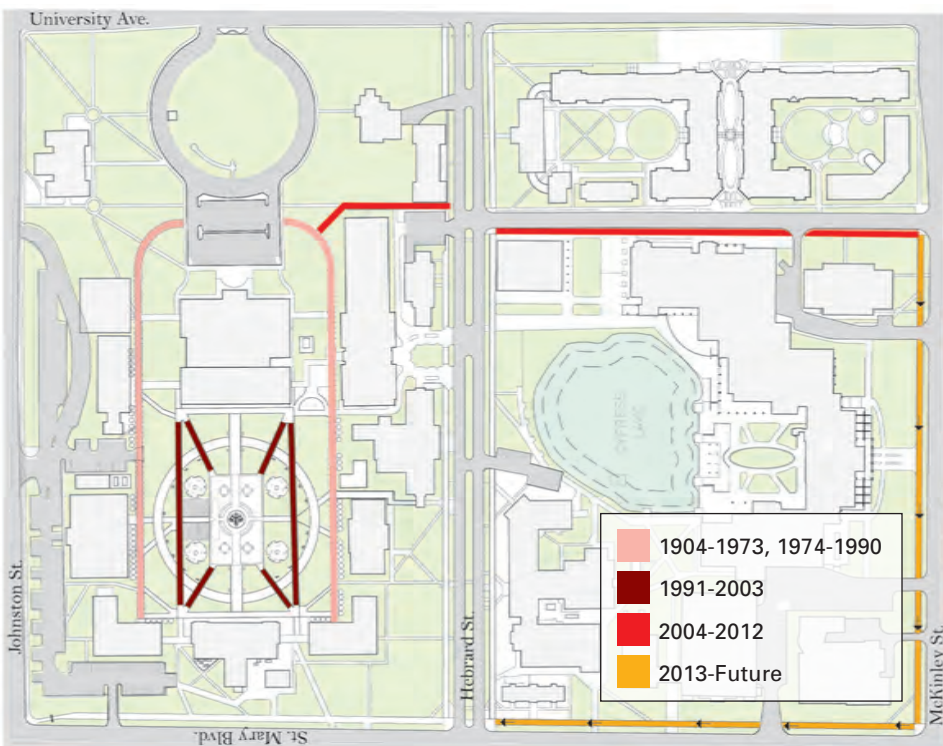 University Ave.
CYPRESS
LAKE
1904-1973, 1974-1990
1991-2003
2004-2012
2013-Future
Johnston St.
Hebrard St.
McKinley St.
St. Mary Blvd.